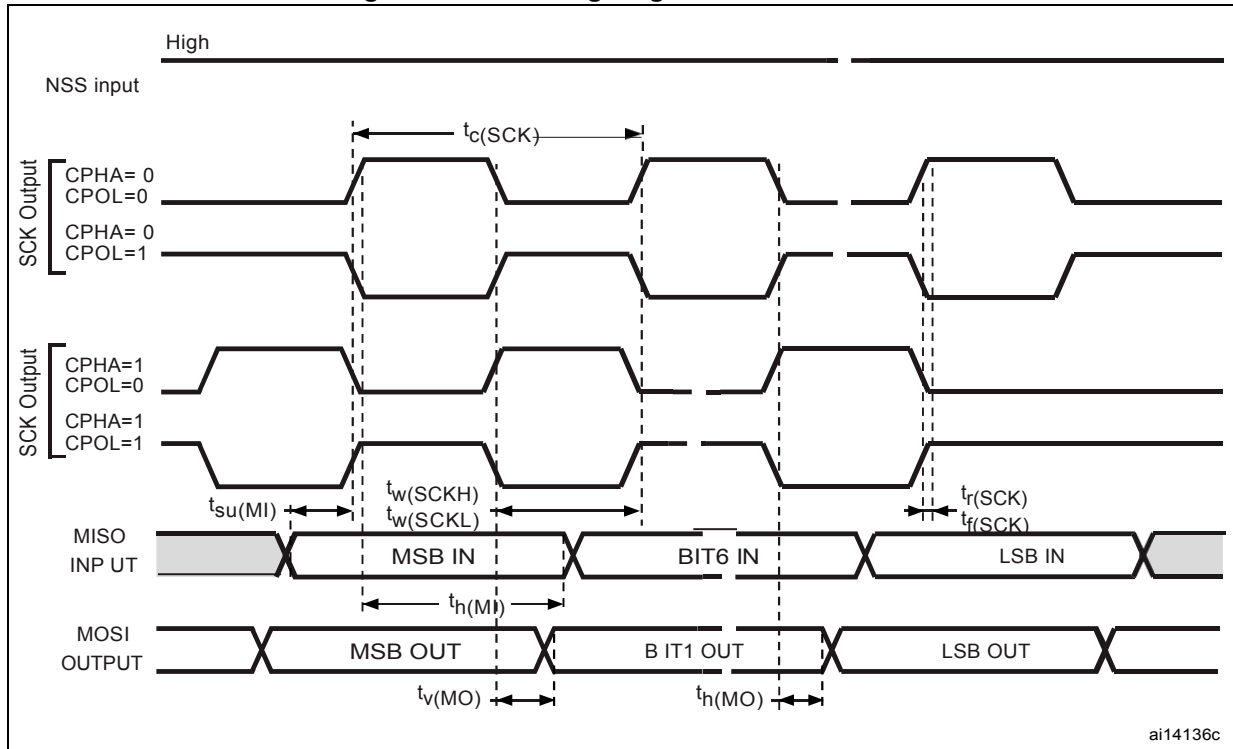 High
NSS input
tc(SCK)
SCK Output
CPHA= 0
CPOL=0
CPHA= 0
CPOL=1
SCK Output
CPHA=1
CPOL=0
CPHA=1
CPOL=1
tsu(MI)
tw(SCKH)
tw(SCKL)
tr(SCK)
tf(SCK)
MISO
INP UT
MSB IN
BIT6 IN
LSB IN
th(MI)
MOSI
OUTPUT
MSB OUT
B IT1 OUT
LSB OUT
tv(MO)
th(MO)
ai14136c